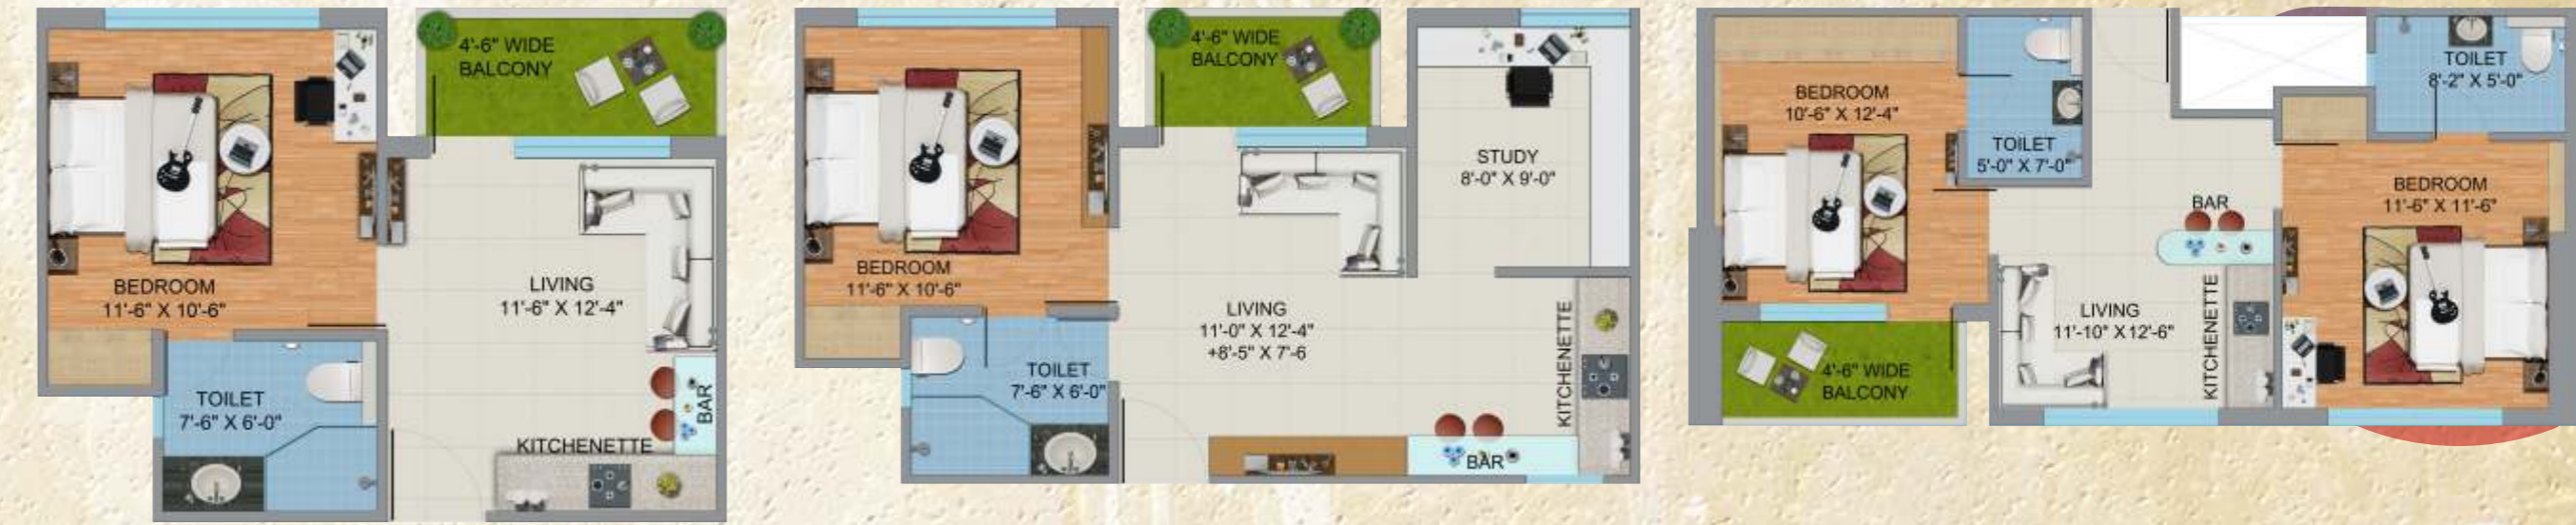 4'-6" WIDE
BALCONY
BEDROOM
11'-6" X 10'-6"
LIVING
11'-6" X 12'-4"
TOILET
7'-6" X 6'-0"
BAR
KITCHENETTE
4'-6" WIDE
BALCONY
STUDY
8'-0" X 9'-0"
BEDROOM
11'-6" X 10'-6"
LIVING
11'-0" X 12'-4"
+8'-5" X 7'-6
KITCHENETTE
TOILET
7'-6" X 6'-0"
BAR
TOILET
8'-2" X 5'-0"
BEDROOM
10'-6" X 12'-4"
TOILET
5'-0" X 7'-0"
BEDROOM
11'-6" X 11'-6"
BAR
LIVING
11'-10" X 12'-6"
KITCHENETTE
4'-6" WIDE
BALCONY